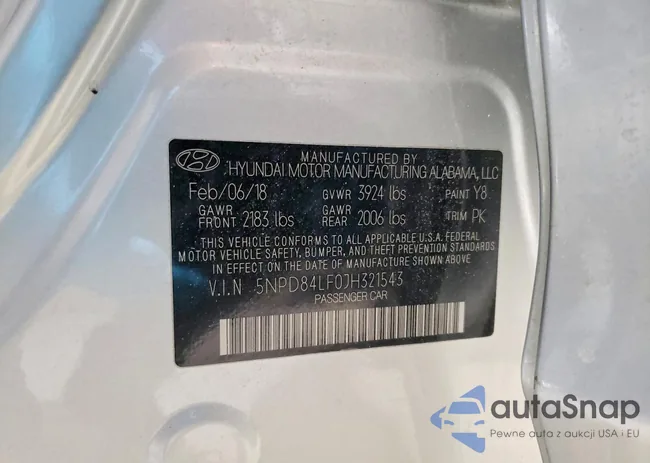 MANUFACTURED BY
HYUNDAI MOTOR MANUFACTURING ALABAMA, LLC
Feb/06/18 GVWR 3924 lbs PAINT Y8
GAWR FRONT 2183 lbs GAWR REAR 2006 lbs TRIM PK
THIS VEHICLE CONFORMS TO ALL APPLICABLE U.S.A. FEDERAL
MOTOR VEHICLE SAFETY, BUMPER, AND THEFT PREVENTION STANDARDS
IN EFFECT ON THE DATE OF MANUFACTURE SHOWN ABOVE
V.I.N 5NPD84LF0JH321543
PASSENGER CAR
autaSnap
Pewne auta z aukcji USA i EU